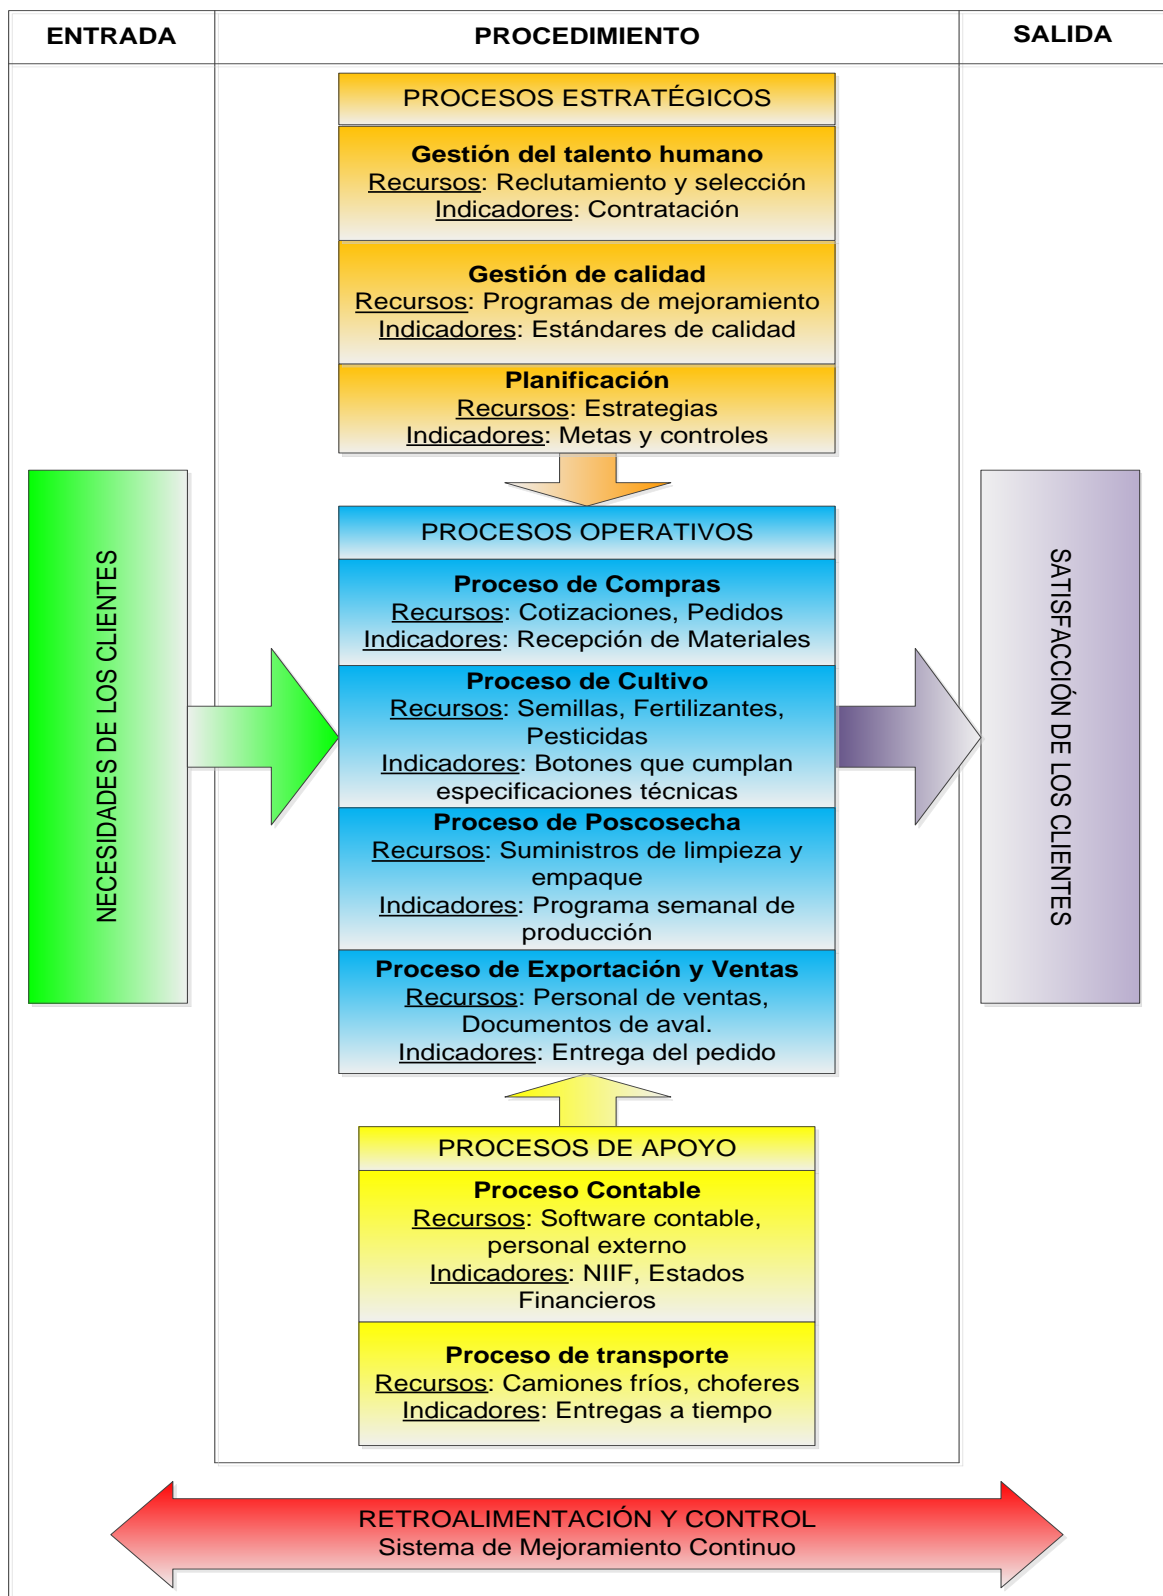 ENTRADA
PROCEDIMIENTO
SALIDA
PROCESOS ESTRATÉGICOS
Gestión del talento humano
Recursos: Reclutamiento y selección
Indicadores: Contratación
Gestión de calidad
Recursos: Programas de mejoramiento
Indicadores: Estándares de calidad
Planificación
Recursos: Estrategias
Indicadores: Metas y controles
NECESIDADES DE LOS CLIENTES
PROCESOS OPERATIVOS
Proceso de Compras
Recursos: Cotizaciones, Pedidos
Indicadores: Recepción de Materiales
Proceso de Cultivo
Recursos: Semillas, Fertilizantes,
Pesticidas
Indicadores: Botones que cumplan
especificaciones técnicas
Proceso de Poscosecha
Recursos: Suministros de limpieza y
empaque
Indicadores: Programa semanal de
producción
Proceso de Exportación y Ventas
Recursos: Personal de ventas,
Documentos de aval.
Indicadores: Entrega del pedido
SATISFACCIÓN DE LOS CLIENTES
PROCESOS DE APOYO
Proceso Contable
Recursos: Software contable,
personal externo
Indicadores: NIIF, Estados
Financieros
Proceso de transporte
Recursos: Camiones fríos, choferes
Indicadores: Entregas a tiempo
RETROALIMENTACIÓN Y CONTROL
Sistema de Mejoramiento Continuo